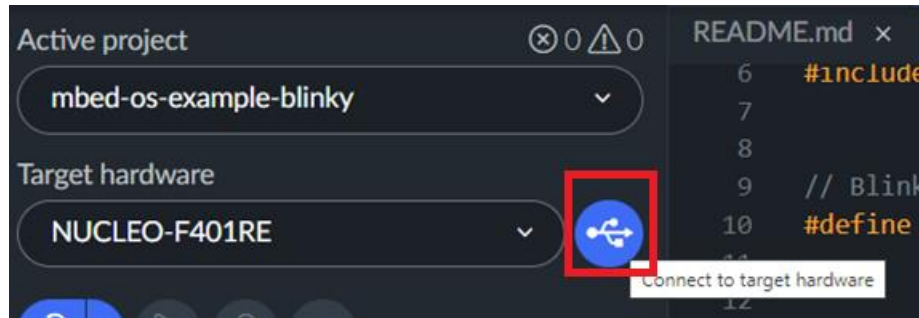 Active project
0 0
mbed-os-example-blinky
Target hardware
NUCLEO-F401RE
README.md ×
6 #include
7
8
9 // Blink
10 #define
Connect to target hardware
12